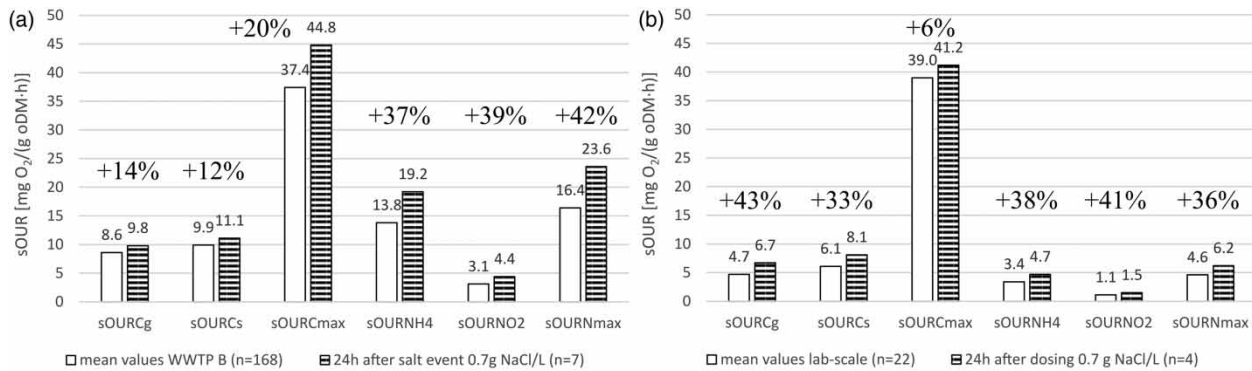 (a)
50
45
40
35
30
25
20
15
10
5
0
sOUR [mg O₂/(g oDM·h)]
+14%
+12%
+20%
+37%
+39%
+42%
8.6
9.8
9.9
11.1
37.4
44.8
13.8
19.2
3.1
4.4
16.4
23.6
sOURCg
sOURCs
sOURCmax
sOURNH4
sOURNO2
sOURNmax
mean values WWTP B (n=168)
24h after salt event 0.7g NaCl/L (n=7)
(b)
50
45
40
35
30
25
20
15
10
5
0
sOUR [mg O₂/(g oDM·h)]
+43%
+33%
+6%
+38%
+41%
+36%
4.7
6.7
6.1
8.1
39.0
41.2
3.4
4.7
1.1
1.5
4.6
6.2
sOURCg
sOURCs
sOURCmax
sOURNH4
sOURNO2
sOURNmax
mean values lab-scale (n=22)
24h after dosing 0.7 g NaCl/L (n=4)